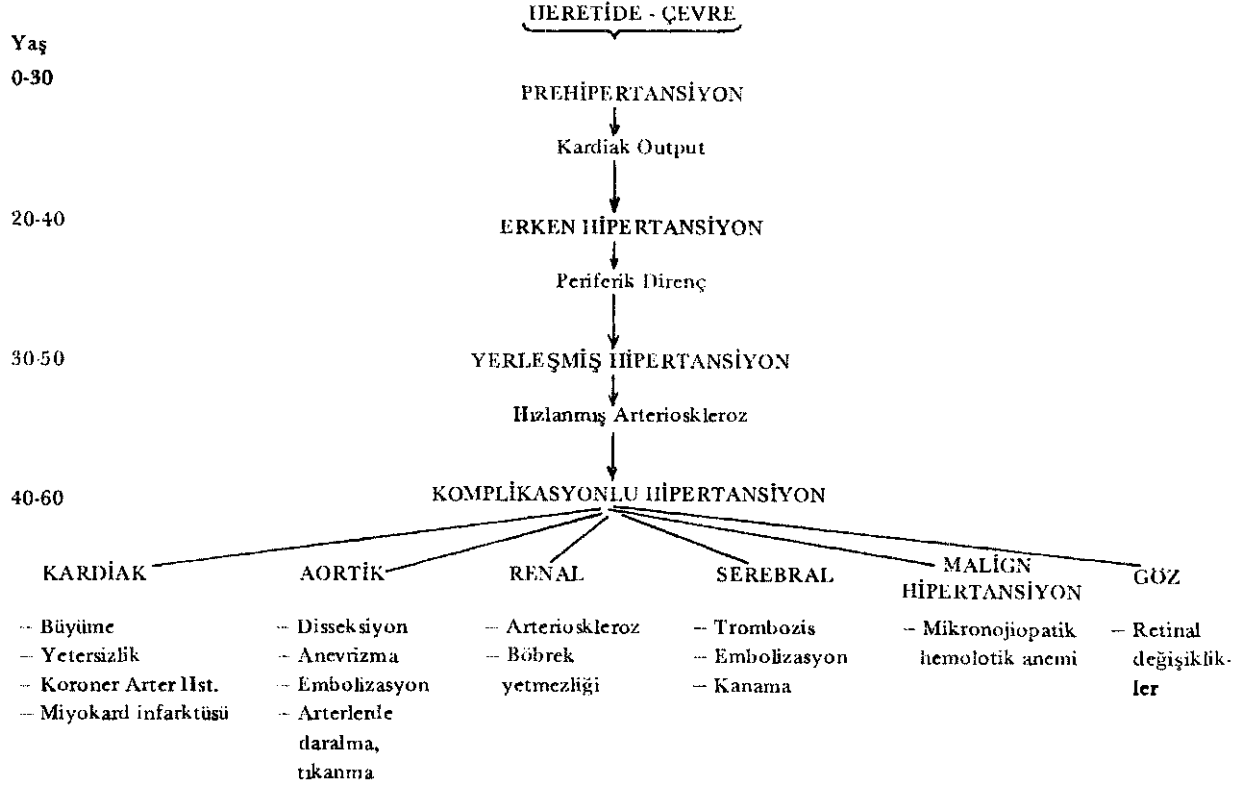 HERETİDE - ÇEVRE
Yaş
0-30
PREHİPERTANSİYON
Kardiak Output
20-40
ERKEN HİPERTANSİYON
Periferik Direnç
30-50
YERLEŞMİŞ HİPERTANSİYON
Hızlanmış Arterioskleroz
40-60
KOMPLİKASYONLU HİPERTANSİYON
KARDİAK
— Büyüme
— Yetersizlik
— Koroner Arter Hst.
— Miyokard infarktüsü
AORTİK
— Disseksiyon
— Anevrizma
— Embolizasyon
— Arterlerde
daralma,
tıkanma
RENAL
— Arterioskleroz
— Böbrek
yetmezliği
SEREBRAL
— Trombozis
— Embolizasyon
— Kanama
MALİGN
HİPERTANSİYON
— Mikronojiopatik
hemolotik anemi
GÖZ
— Retinal
değişiklik-
ler